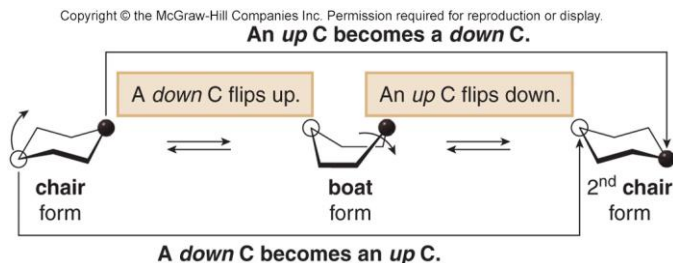 Copyright © the McGraw-Hill Companies Inc. Permission required for reproduction or display.
An up C becomes a down C.
A down C flips up.
An up C flips down.
chair
form
boat
form
2nd chair
form
A down C becomes an up C.